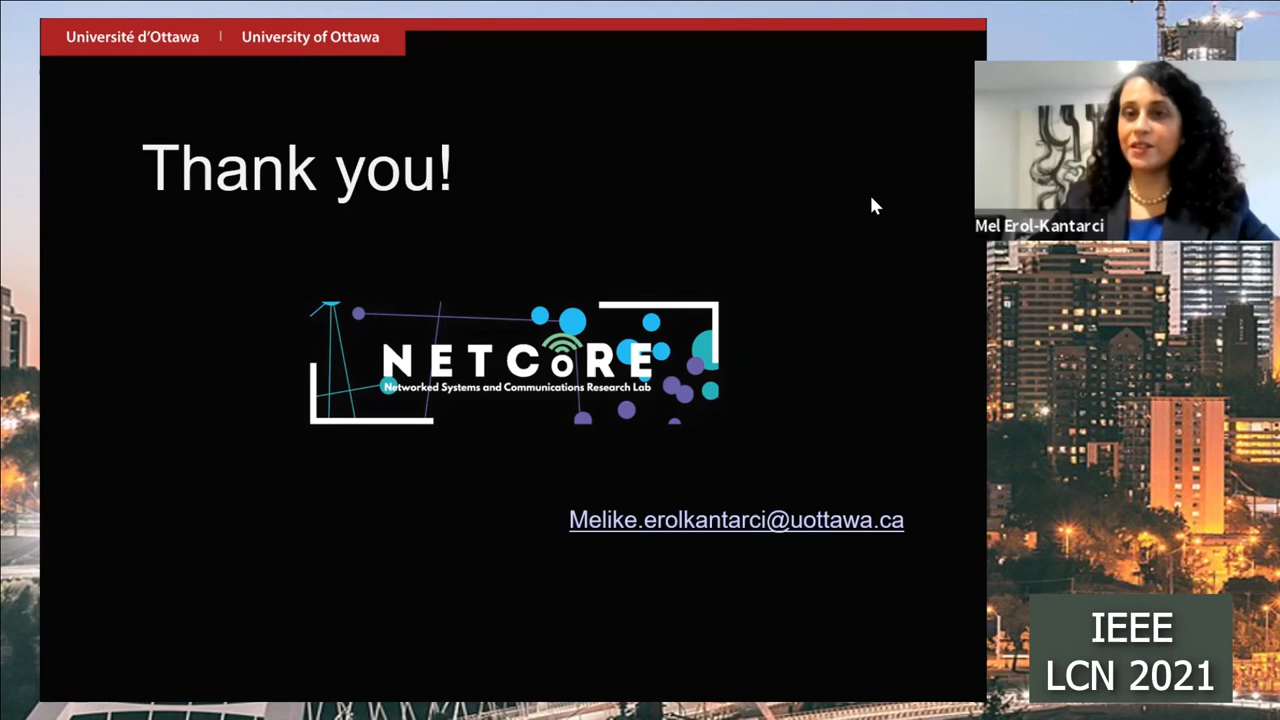 Université d'Ottawa | University of Ottawa
Thank you!
Mel Erol-Kantarci
NETCoRE
Networked Systems and Communications Research Lab
Melike.erolkantarci@uottawa.ca
IEEE
LCN 2021